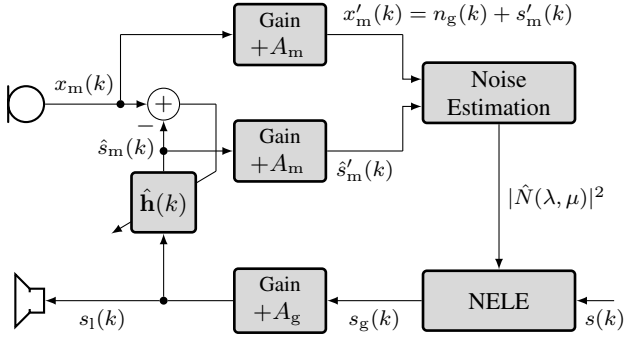 Gain
+A_m
x′_m(k) = n_g(k) + s′_m(k)
x_m(k)
+
−
Noise
Estimation
ŝ_m(k)
Gain
+A_m
ŝ′_m(k)
ĥ(k)
|N̂(λ, μ)|²
s_l(k)
Gain
+A_g
s_g(k)
NELE
s(k)